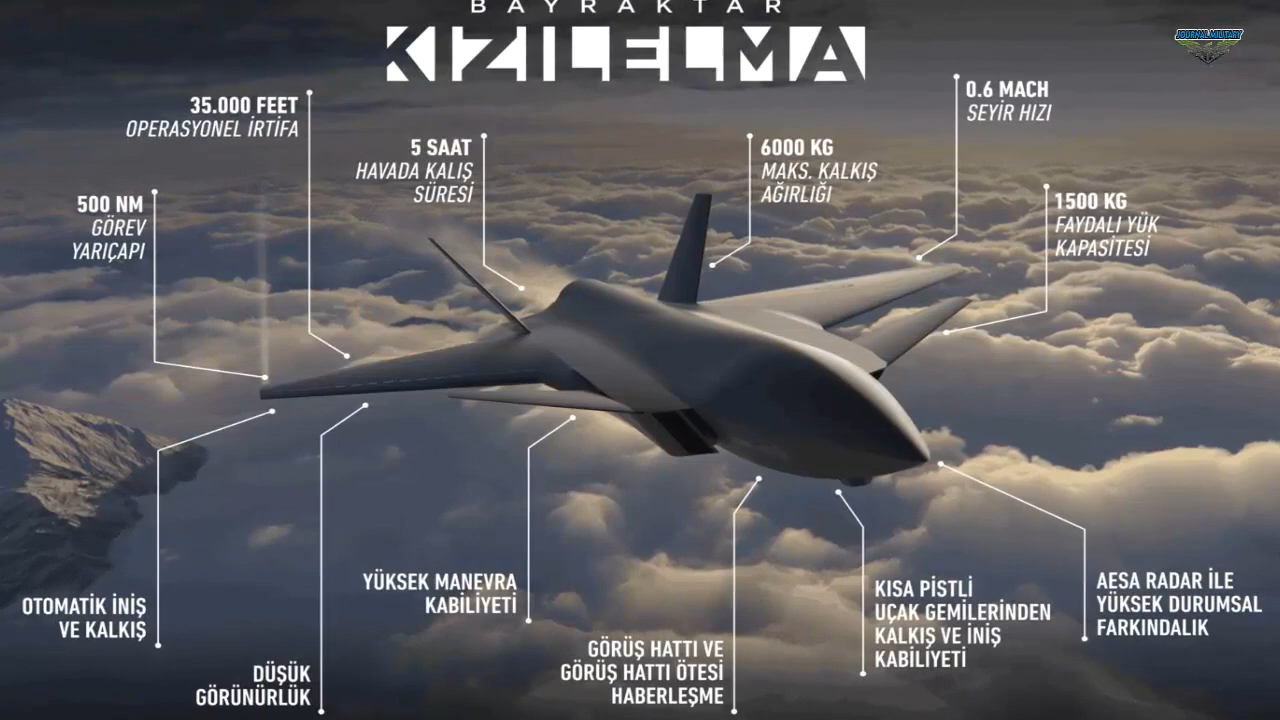 BAYRAKTAR
KIZILELMA
JOURNAL MILITARY
35.000 FEET
OPERASYONEL İRTİFA
0.6 MACH
SEYİR HIZI
5 SAAT
HAVADA KALIŞ
SÜRESİ
6000 KG
MAKS. KALKIŞ
AĞIRLIĞI
500 NM
GÖREV
YARIÇAPI
1500 KG
FAYDALI YÜK
KAPASİTESİ
OTOMATİK İNİŞ
VE KALKIŞ
DÜŞÜK
GÖRÜNÜRLÜK
YÜKSEK MANEVRA
KABİLİYETİ
GÖRÜŞ HATTI VE
GÖRÜŞ HATTI ÖTESİ
HABERLEŞME
KISA PİSTLİ
UÇAK GEMİLERİNDEN
KALKIŞ VE İNİŞ
KABİLİYETİ
AESA RADAR İLE
YÜKSEK DURUMSAL
FARKINDALIK